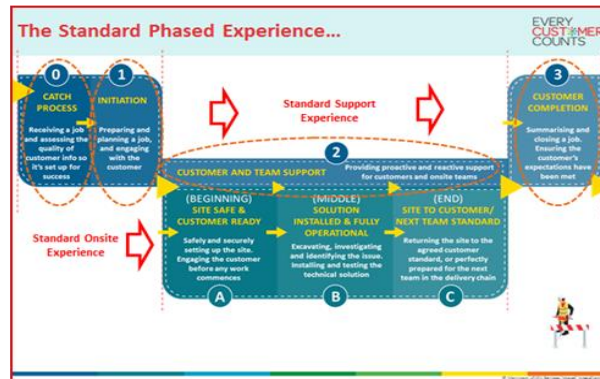 The Standard Phased Experience...
EVERY
CUSTOMER
COUNTS
0
CATCH
PROCESS
Receiving a job
and assessing the
quality of
customer info so
it's set up for
success
1
INITIATION
Preparing and
planning a job,
and engaging
with the
customer
Standard Support
Experience
3
CUSTOMER
COMPLETION
Summarising and
closing a job.
Ensuring the
customer's
expectations have
been met
2
CUSTOMER AND TEAM SUPPORT
Providing proactive and reactive support
for customers and onsite teams
Standard Onsite
Experience
(BEGINNING)
SITE SAFE &
CUSTOMER READY
Safely and securely
setting up the site.
Engaging the customer
before any work
commences
A
(MIDDLE)
SOLUTION
INSTALLED & FULLY
OPERATIONAL
Excavating, investigating
and identifying the issue.
Installing and testing the
technical solution
B
(END)
SITE TO CUSTOMER/
NEXT TEAM STANDARD
Returning the site to the
agreed customer
standard, or perfectly
prepared for the next
team in the delivery chain
C